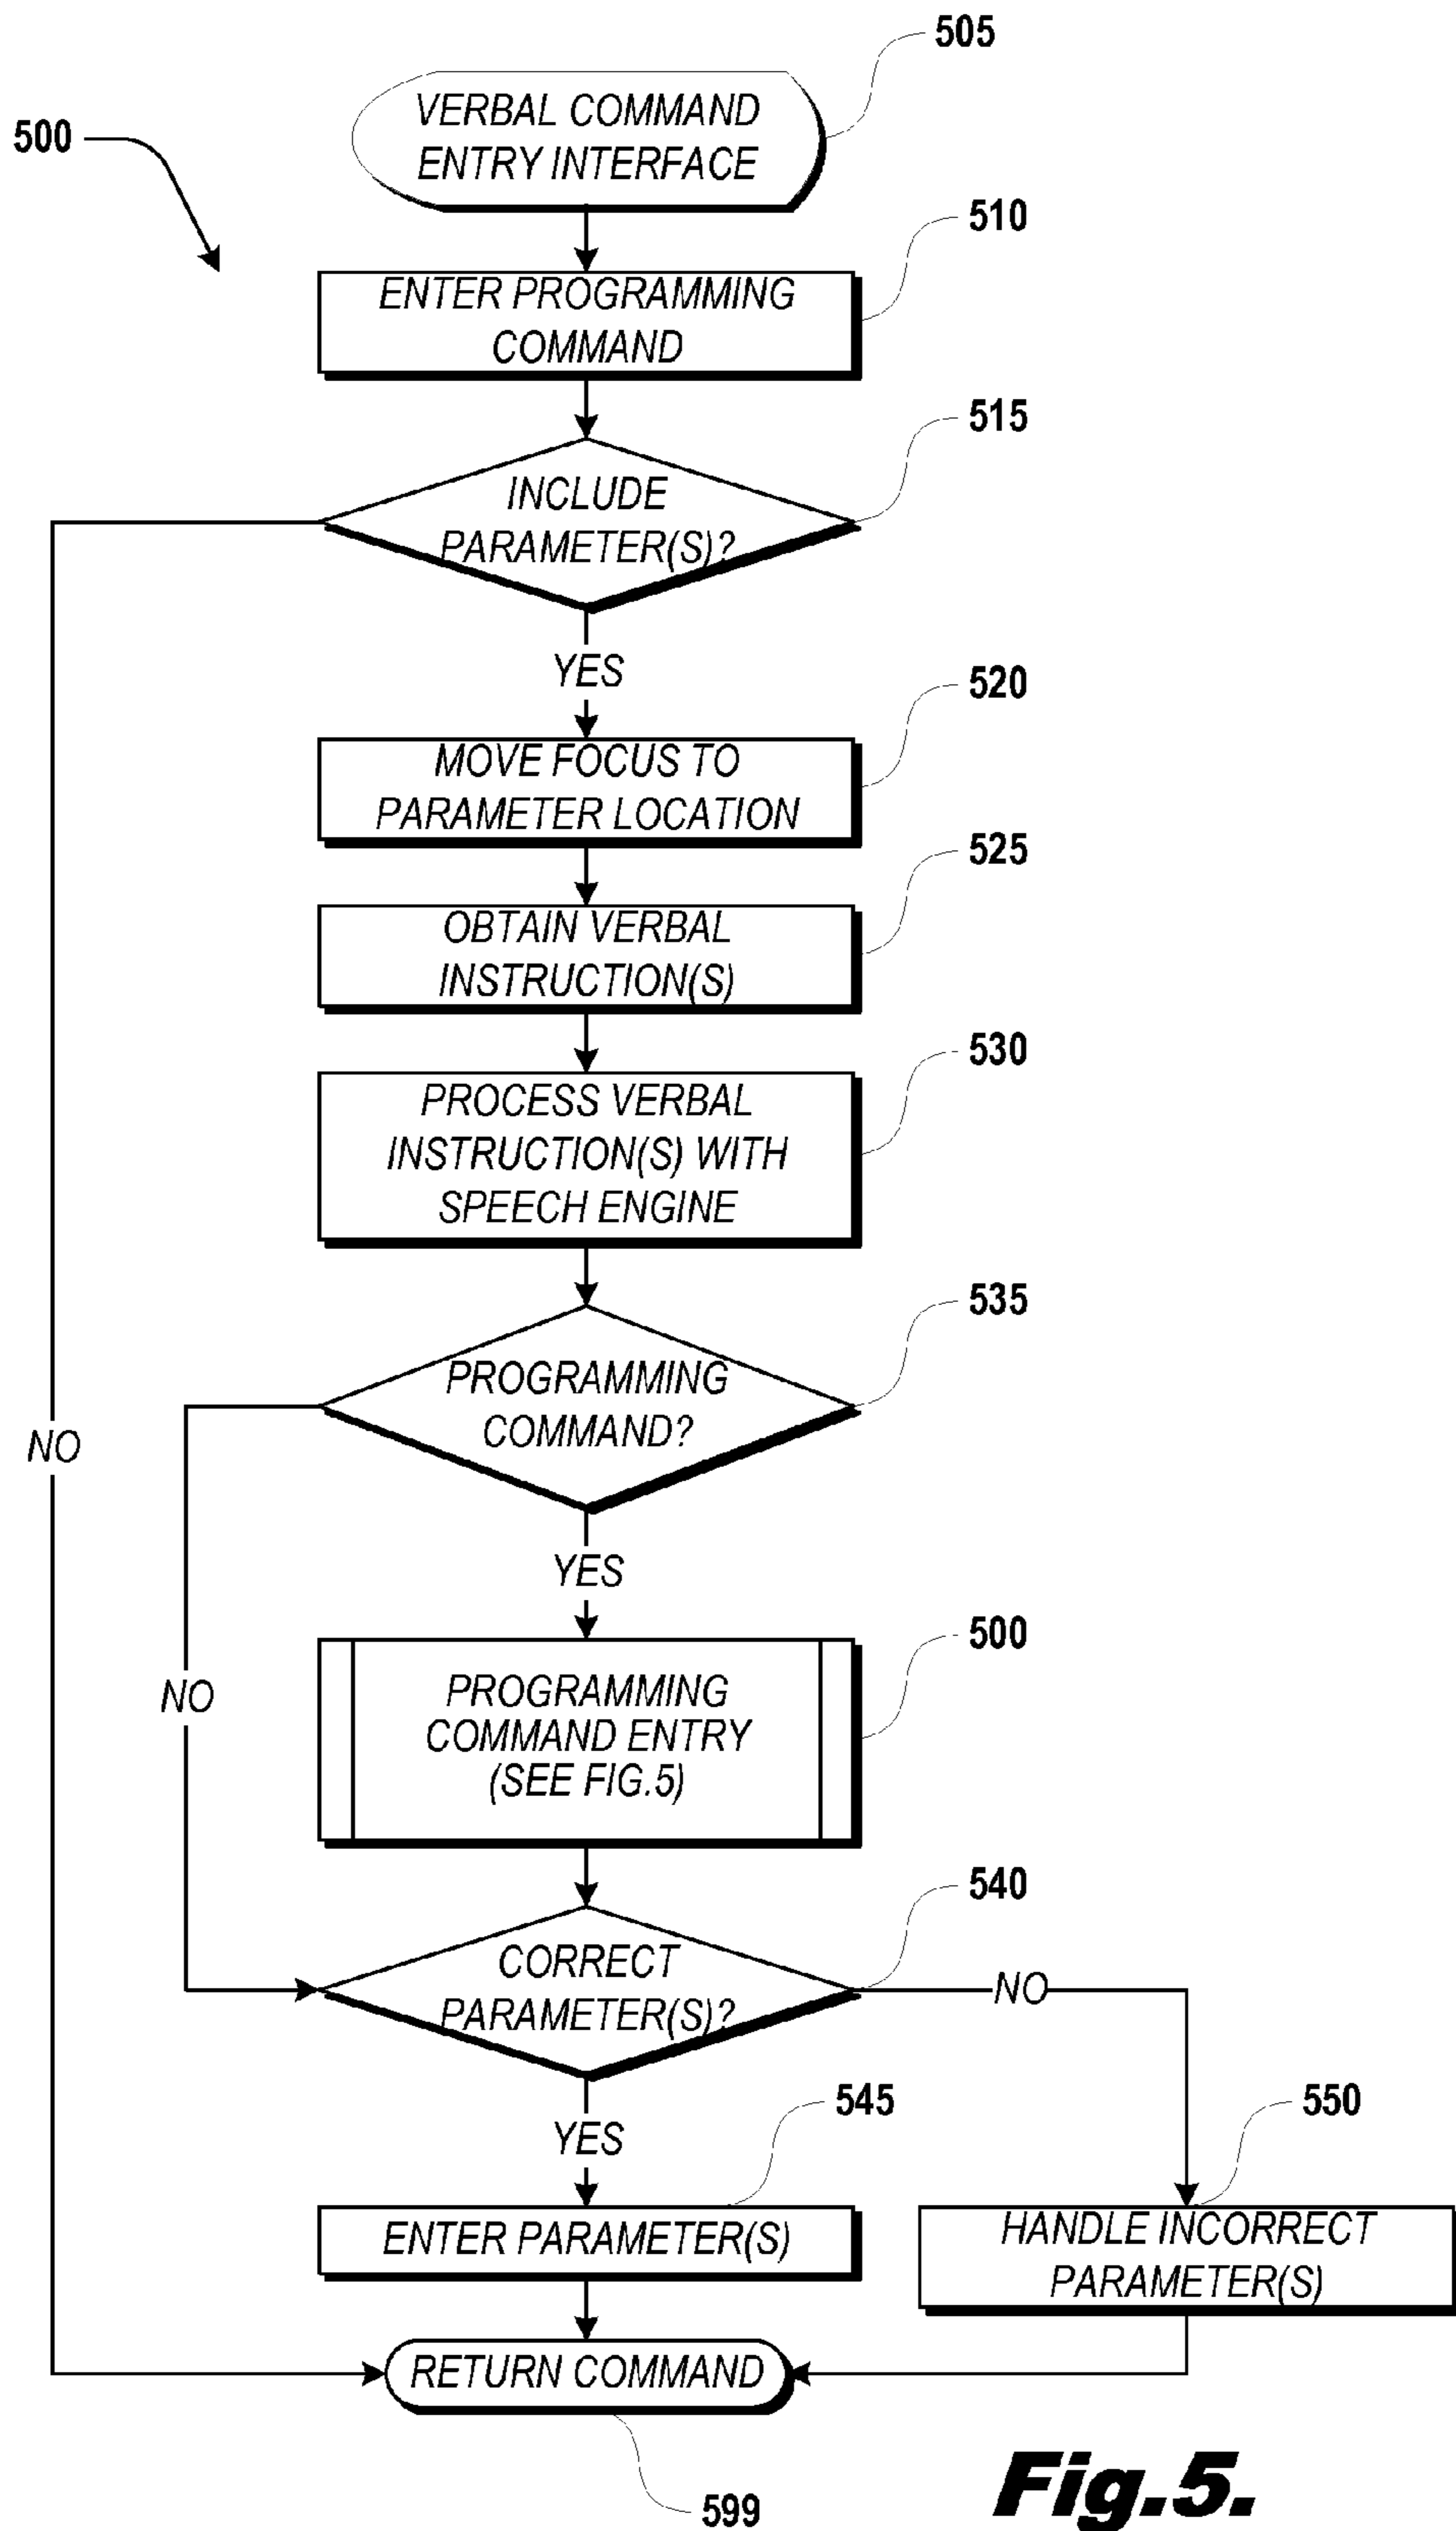 505
VERBAL COMMAND
ENTRY INTERFACE
500
510
ENTER PROGRAMMING
COMMAND
515
INCLUDE
PARAMETER(S)?
YES
520
MOVE FOCUS TO
PARAMETER LOCATION
525
OBTAIN VERBAL
INSTRUCTION(S)
530
PROCESS VERBAL
INSTRUCTION(S) WITH
SPEECH ENGINE
535
PROGRAMMING
COMMAND?
NO
YES
500
PROGRAMMING
COMMAND ENTRY
(SEE FIG.5)
NO
540
CORRECT
PARAMETER(S)?
NO
545
YES
550
ENTER PARAMETER(S)
HANDLE INCORRECT
PARAMETER(S)
RETURN COMMAND
599
Fig.5.